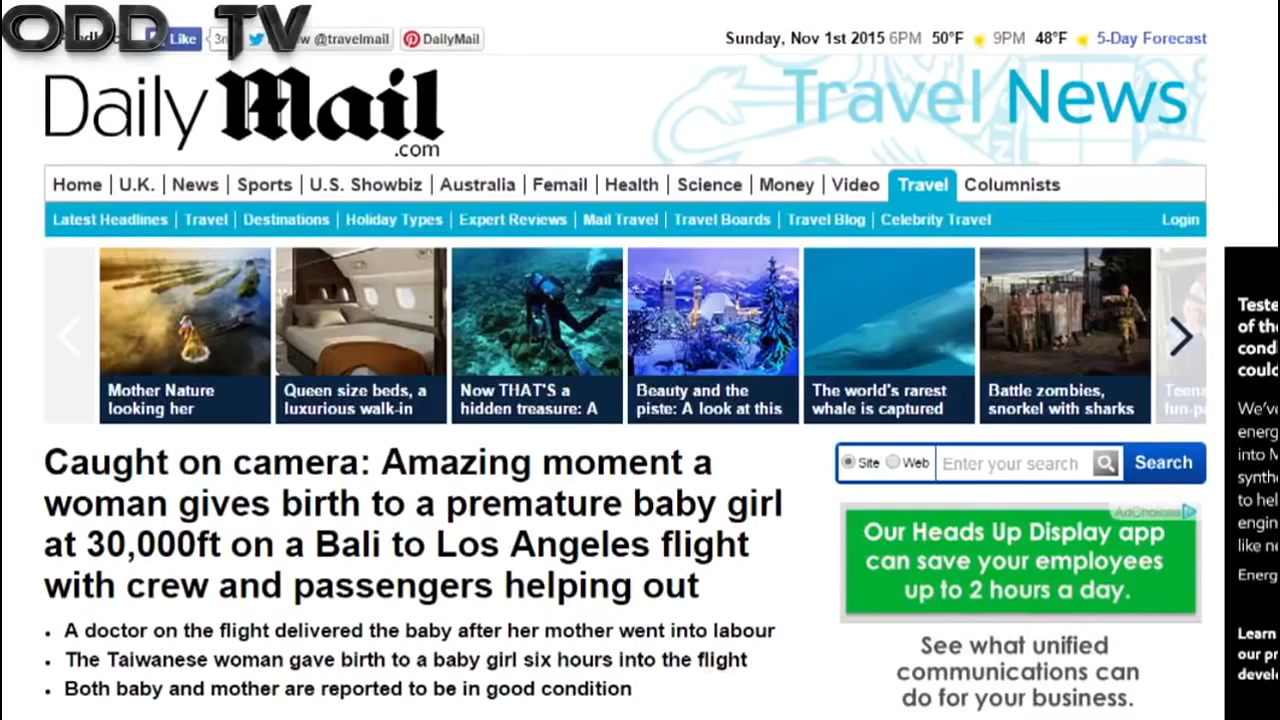 ODD TV
Like
@travelmail
DailyMail
Sunday, Nov 1st 2015 6PM 50°F 9PM 48°F 5-Day Forecast
Daily Mail
.com
Travel News
Home U.K. News Sports U.S. Showbiz Australia Femail Health Science Money Video Travel Columnists
Latest Headlines Travel Destinations Holiday Types Expert Reviews Mail Travel Travel Boards Travel Blog Celebrity Travel Login
Mother Nature
looking her
Queen size beds, a
luxurious walk-in
Now THAT'S a
hidden treasure: A
Beauty and the
piste: A look at this
The world's rarest
whale is captured
Battle zombies,
snorkel with sharks
Caught on camera: Amazing moment a
woman gives birth to a premature baby girl
at 30,000ft on a Bali to Los Angeles flight
with crew and passengers helping out
A doctor on the flight delivered the baby after her mother went into labour
The Taiwanese woman gave birth to a baby girl six hours into the flight
Both baby and mother are reported to be in good condition
Site Web Enter your search Search
AdChoices
Our Heads Up Display app
can save your employees
up to 2 hours a day.
See what unified
communications can
do for your business.
of the
We've
into
to
like
Learn
our